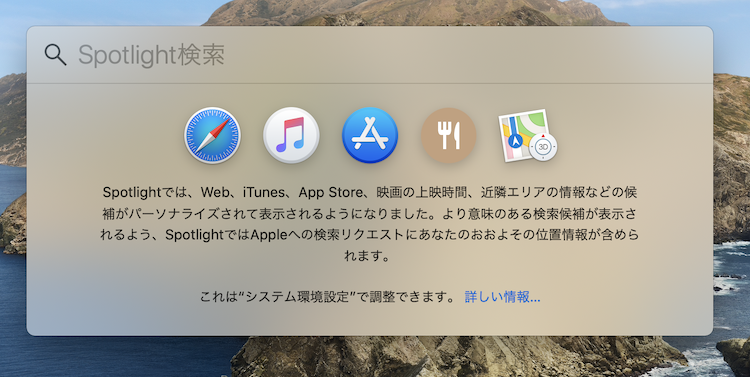 Spotlight検索
3D
Spotlightでは、Web、iTunes、App Store、映画の上映時間、近隣エリアの情報などの候
補がパーソナライズされて表示されるようになりました。より意味のある検索候補が表示さ
れるよう、SpotlightではAppleへの検索リクエストにあなたのおおよその位置情報が含めら
れます。
これは“システム環境設定”で調整できます。 詳しい情報...